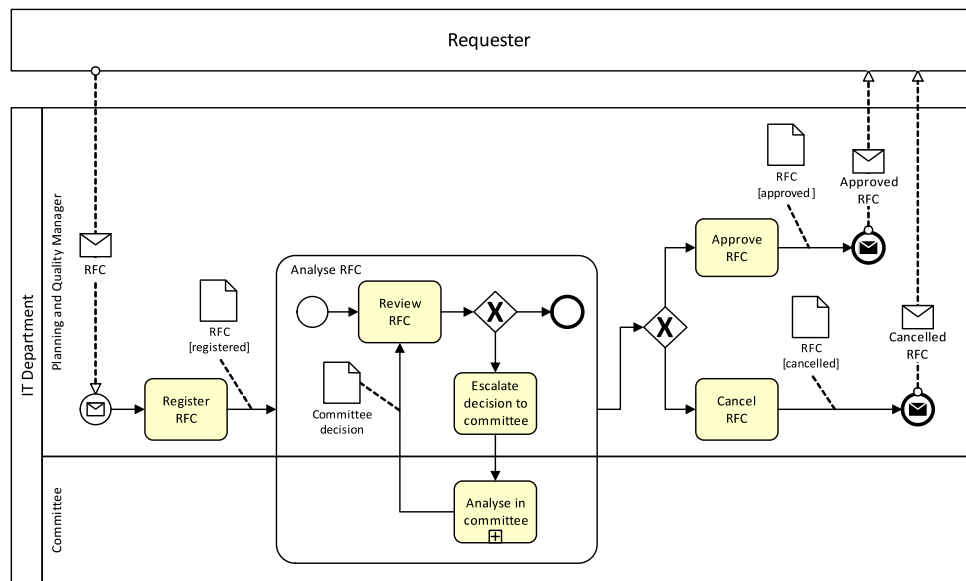 Requester
IT Department
Planning and Quality Manager
Committee
RFC
Register
RFC
RFC
[registered]
Analyse RFC
Review
RFC
X
Committee
decision
Escalate
decision to
committee
Analyse in
committee
X
Approve
RFC
RFC
[approved ]
Approved
RFC
Cancel
RFC
RFC
[cancelled]
Cancelled
RFC